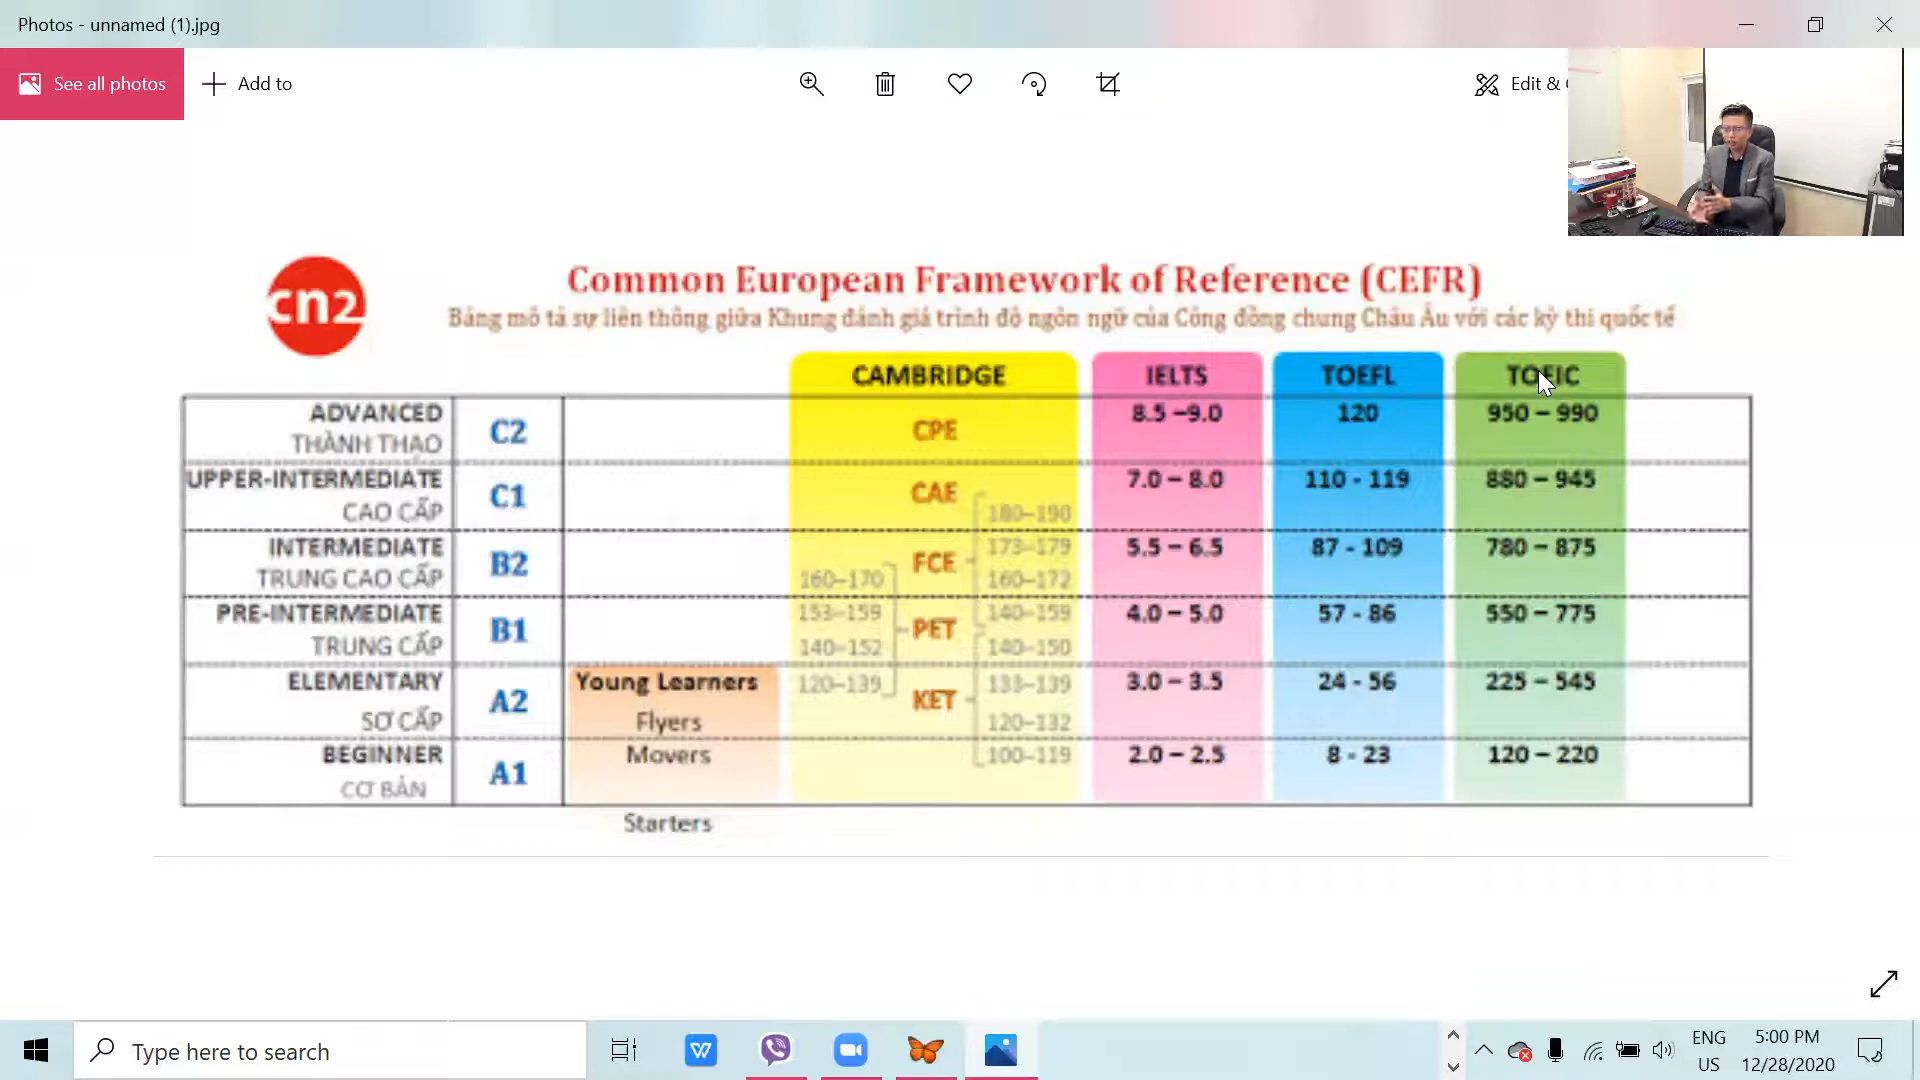 Photos - unnamed (1).jpg
See all photos
Add to
Edit &
cn2
Common European Framework of Reference (CEFR)
Bảng mô tả sự liên thông giữa Khung đánh giá trình độ ngôn ngữ của Cộng đồng chung Châu Âu với các kỳ thi quốc tế
CAMBRIDGE IELTS TOEFL TOEIC
ADVANCED C2 CPE 8.5 –9.0 120 950 – 990
THÀNH THẠO
UPPER-INTERMEDIATE C1 CAE 7.0 – 8.0 110 - 119 880 – 945
CAO CẤP 180–190
INTERMEDIATE B2 FCE 173–179 5.5 – 6.5 87 - 109 780 – 875
TRUNG CAO CẤP 160–170 160–172
PRE-INTERMEDIATE B1 153–159 PET 140–159 4.0 – 5.0 57 - 86 550 – 775
TRUNG CẤP 140–152 140–150
ELEMENTARY A2 Young Learners 120–139 KET 133–139 3.0 – 3.5 24 - 56 225 – 545
SƠ CẤP Flyers 120–132
BEGINNER A1 Movers 100–119 2.0 – 2.5 8 - 23 120 – 220
CƠ BẢN
Starters
Type here to search
ENG 5:00 PM
US 12/28/2020